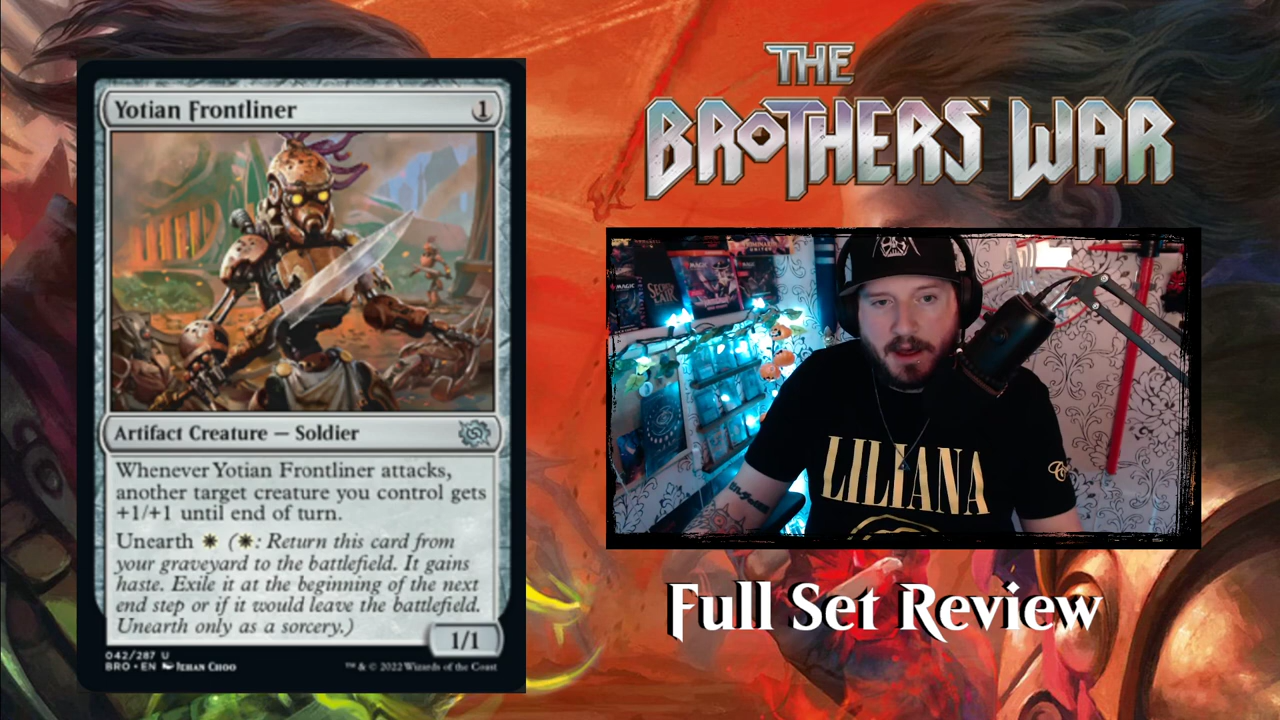 Yotian Frontliner 1
Artifact Creature — Soldier
Whenever Yotian Frontliner attacks,
another target creature you control gets
+1/+1 until end of turn.
Unearth (: Return this card from
your graveyard to the battlefield. It gains
haste. Exile it at the beginning of the next
end step or if it would leave the battlefield.
Unearth only as a sorcery.)
1/1
042/287 U
BRO • EN JEHAN CHOO
™ & © 2022 Wizards of the Coast
THE
BROTHERS' WAR
MAGIC
SECRET
LAIR
MAGIC
LILIANA
Full Set Review